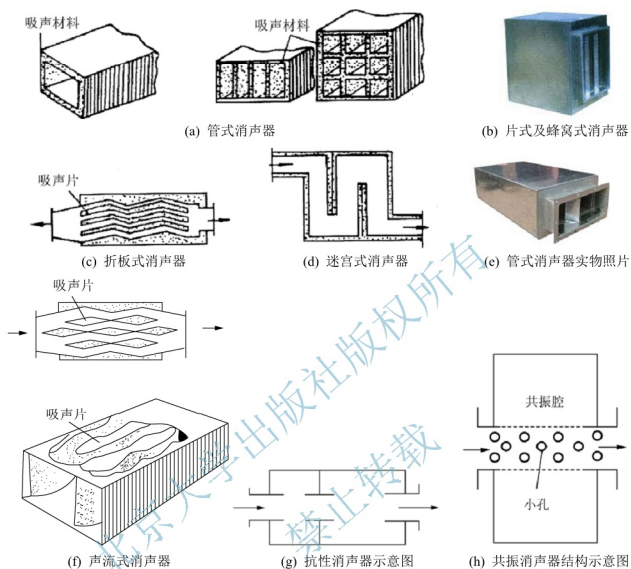 吸声材料
吸声材料
(a) 管式消声器
(b) 片式及蜂窝式消声器
吸声片
(c) 折板式消声器
(d) 迷宫式消声器
(e) 管式消声器实物照片
吸声片
吸声片
共振腔
小孔
(f) 声流式消声器
(g) 抗性消声器示意图
(h) 共振消声器结构示意图
北京大学出版社版权所有
禁止转载